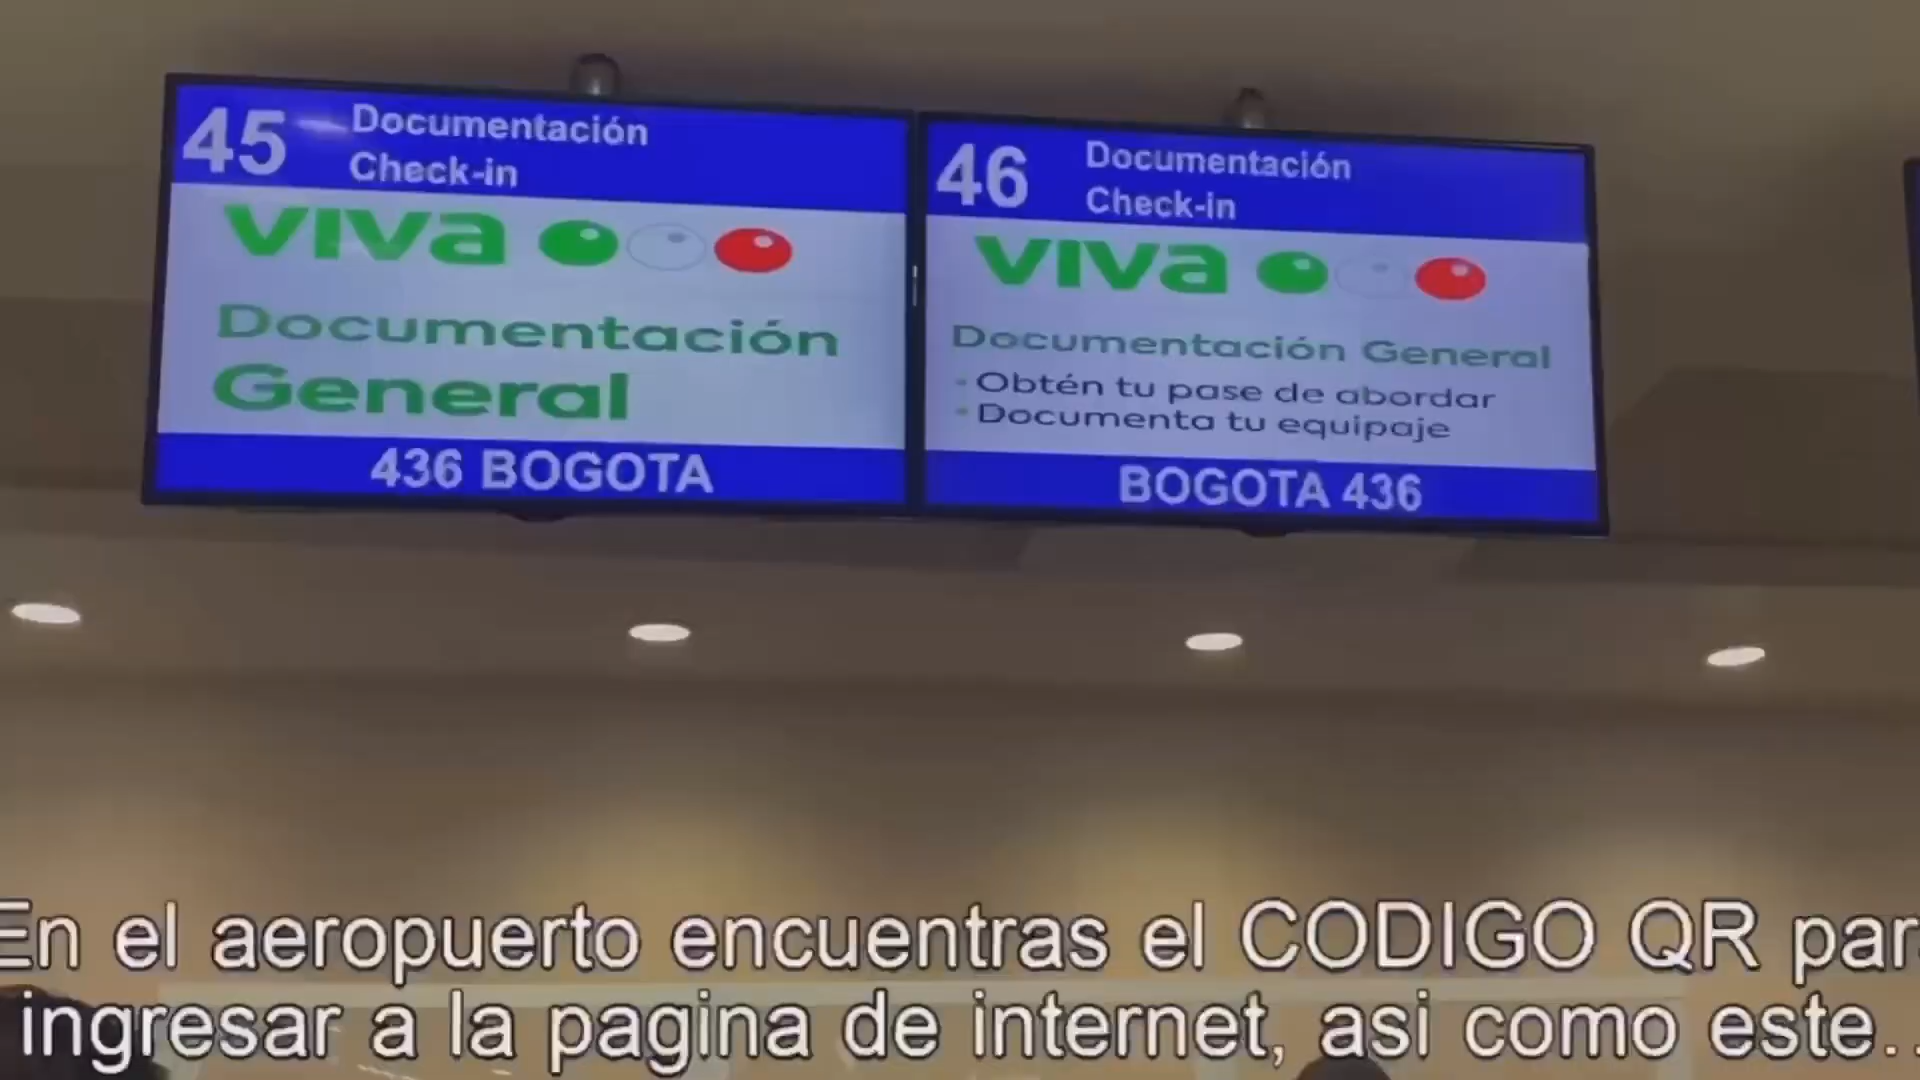 45
Documentación
Check-in
viva
Documentación
General
436 BOGOTA
46
Documentación
Check-in
viva
Documentación General
Obtén tu pase de abordar
Documenta tu equipaje
BOGOTA 436
En el aeropuerto encuentras el CODIGO QR par
ingresar a la pagina de internet, asi como este..